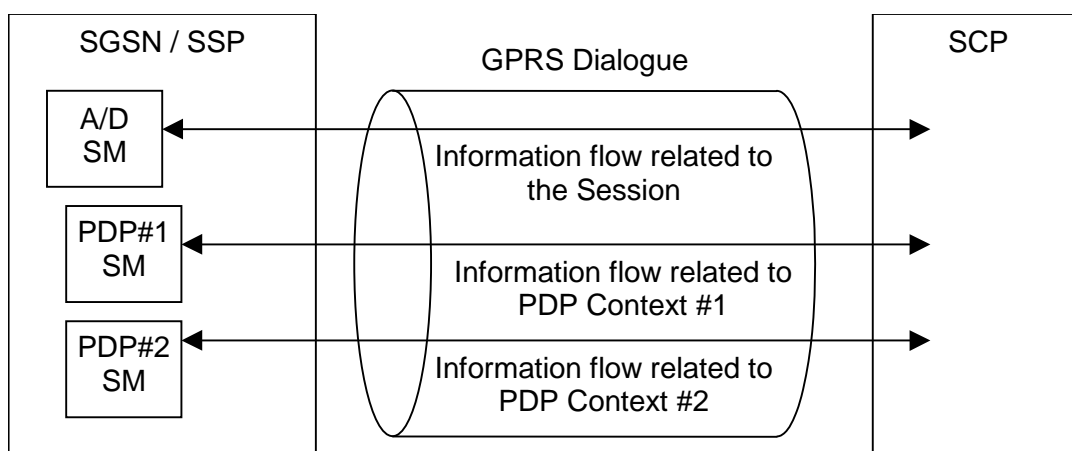 SGSN / SSP
GPRS Dialogue
SCP
A/D
SM
Information flow related to
the Session
PDP#1
SM
Information flow related to
PDP Context #1
PDP#2
SM
Information flow related to
PDP Context #2